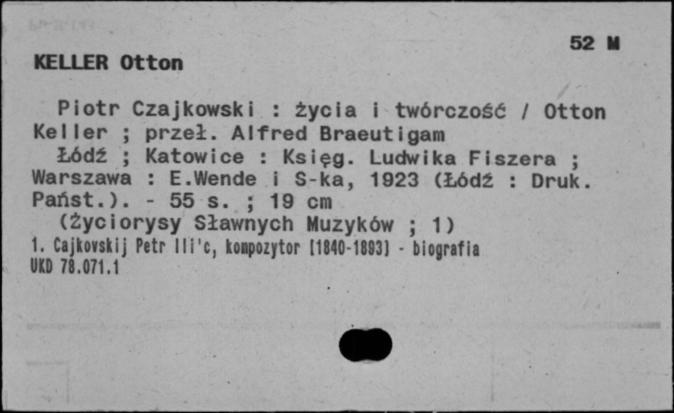 52 M
KELLER Otton
Piotr Czajkowski : życia i twórczość / Otton
Keller ; przeł. Alfred Braeutigam
Łódź ; Katowice : Księg. Ludwika Fiszera ;
Warszawa : E.Wende i S-ka, 1923 (Łódź : Druk.
Państ.). - 55 s. ; 19 cm
(Życiorysy Sławnych Muzyków ; 1)
1. Cajkovskij Petr Ili'c, kompozytor [1840-1893] - biografia
UKD 78.071.1